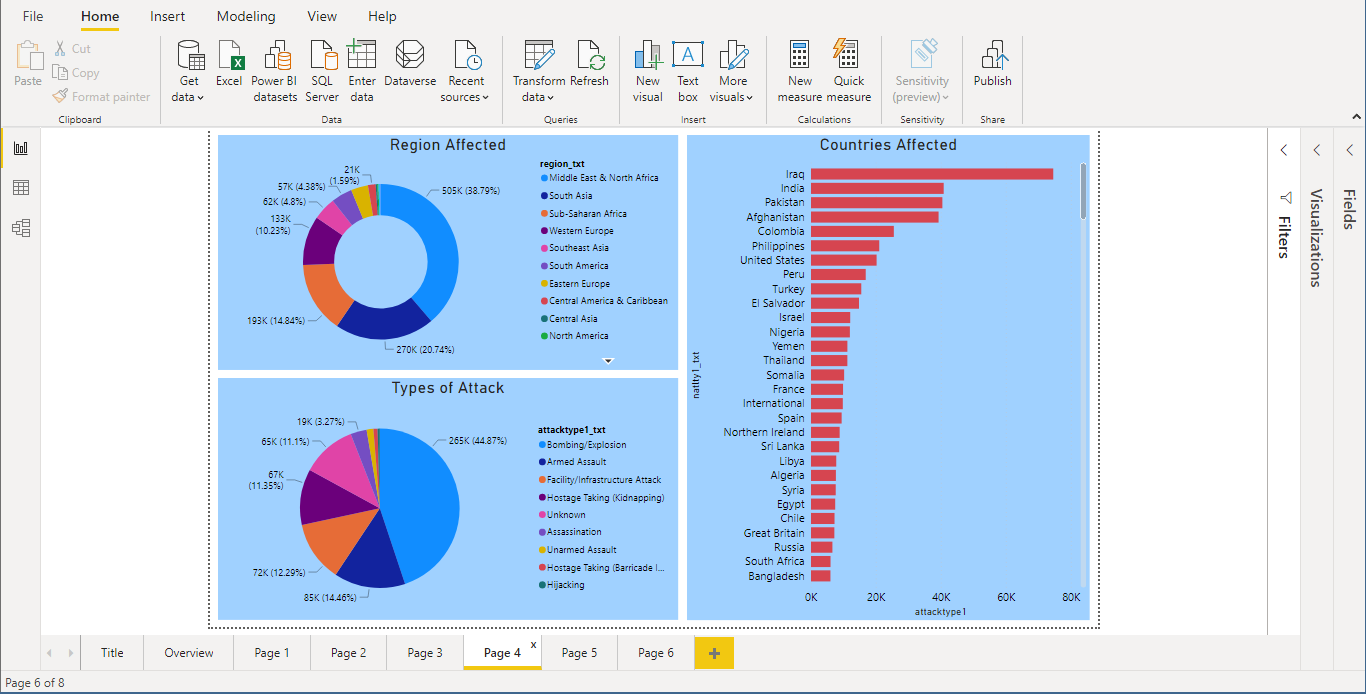 File Home Insert Modeling View Help
Paste
Cut
Copy
Format painter
Clipboard
Get data
Excel
Power BI datasets
SQL Server
Enter data
Dataverse
Recent sources
Data
Transform data
Refresh
Queries
New visual
Text box
More visuals
Insert
New measure
Quick measure
Calculations
Sensitivity (preview)
Sensitivity
Publish
Share
Region Affected
505K (38.79%)
270K (20.74%)
193K (14.84%)
133K
(10.23%)
62K (4.8%)
57K (4.38%)
21K
(1.59%)
region_txt
Middle East & North Africa
South Asia
Sub-Saharan Africa
Western Europe
Southeast Asia
South America
Eastern Europe
Central America & Caribbean
Central Asia
North America
Types of Attack
265K (44.87%)
85K (14.46%)
72K (12.29%)
67K
(11.35%)
65K (11.1%)
19K (3.27%)
attacktype1_txt
Bombing/Explosion
Armed Assault
Facility/Infrastructure Attack
Hostage Taking (Kidnapping)
Unknown
Assassination
Unarmed Assault
Hostage Taking (Barricade I...
Hijacking
Countries Affected
natlty1_txt
Iraq
India
Pakistan
Afghanistan
Colombia
Philippines
United States
Peru
Turkey
El Salvador
Israel
Nigeria
Yemen
Thailand
Somalia
France
International
Spain
Northern Ireland
Sri Lanka
Libya
Algeria
Syria
Egypt
Chile
Great Britain
Russia
South Africa
Bangladesh
0K 20K 40K 60K 80K
attacktype1
Filters
Visualizations
Fields
Title Overview Page 1 Page 2 Page 3 Page 4 x Page 5 Page 6 +
Page 6 of 8